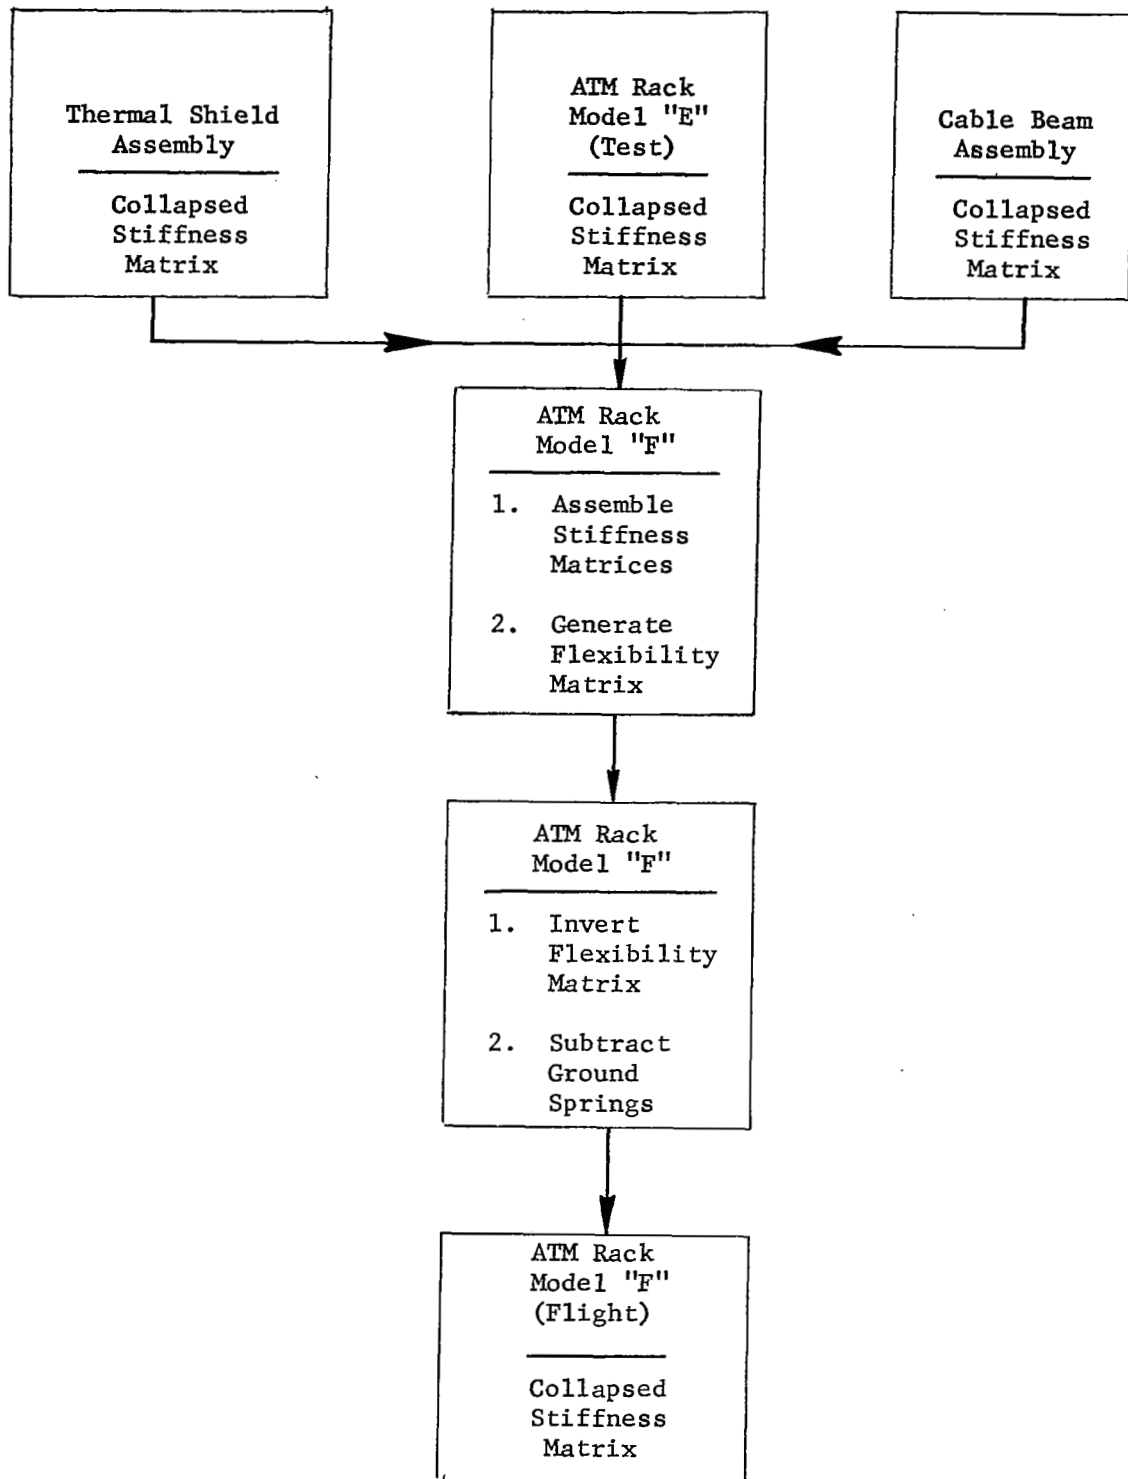 Thermal Shield
Assembly
Collapsed
Stiffness
Matrix
ATM Rack
Model "E"
(Test)
Collapsed
Stiffness
Matrix
Cable Beam
Assembly
Collapsed
Stiffness
Matrix
ATM Rack
Model "F"
1. Assemble
Stiffness
Matrices
2. Generate
Flexibility
Matrix
ATM Rack
Model "F"
1. Invert
Flexibility
Matrix
2. Subtract
Ground
Springs
ATM Rack
Model "F"
(Flight)
Collapsed
Stiffness
Matrix